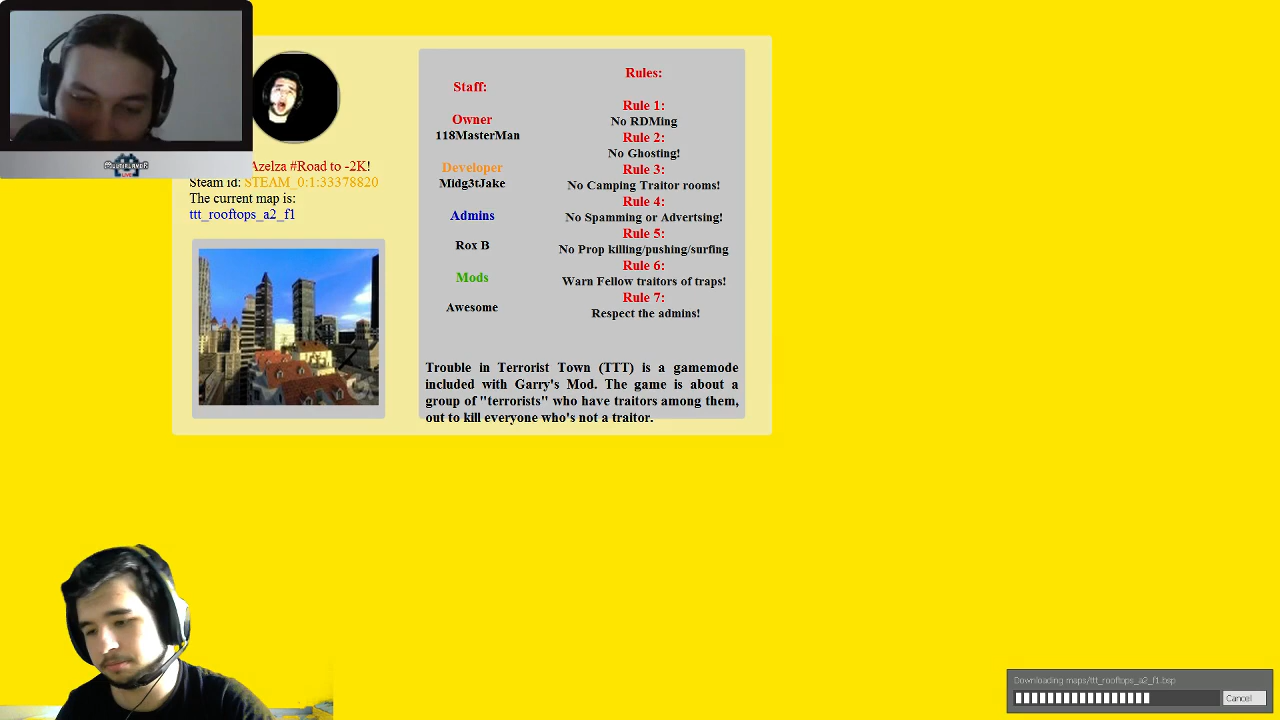 MULTIPLAYER
LIVE
Azelza #Road to -2K!
Steam id: STEAM_0:1:33378820
The current map is:
ttt_rooftops_a2_f1
Staff:
Owner
118MasterMan
Developer
Midg3tJake
Admins
Rox B
Mods
Awesome
Rules:
Rule 1:
No RDMing
Rule 2:
No Ghosting!
Rule 3:
No Camping Traitor rooms!
Rule 4:
No Spamming or Advertsing!
Rule 5:
No Prop killing/pushing/surfing
Rule 6:
Warn Fellow traitors of traps!
Rule 7:
Respect the admins!
Trouble in Terrorist Town (TTT) is a gamemode
included with Garry's Mod. The game is about a
group of "terrorists" who have traitors among them,
out to kill everyone who's not a traitor.
Downloading maps/ttt_rooftops_a2_f1.bsp
Cancel